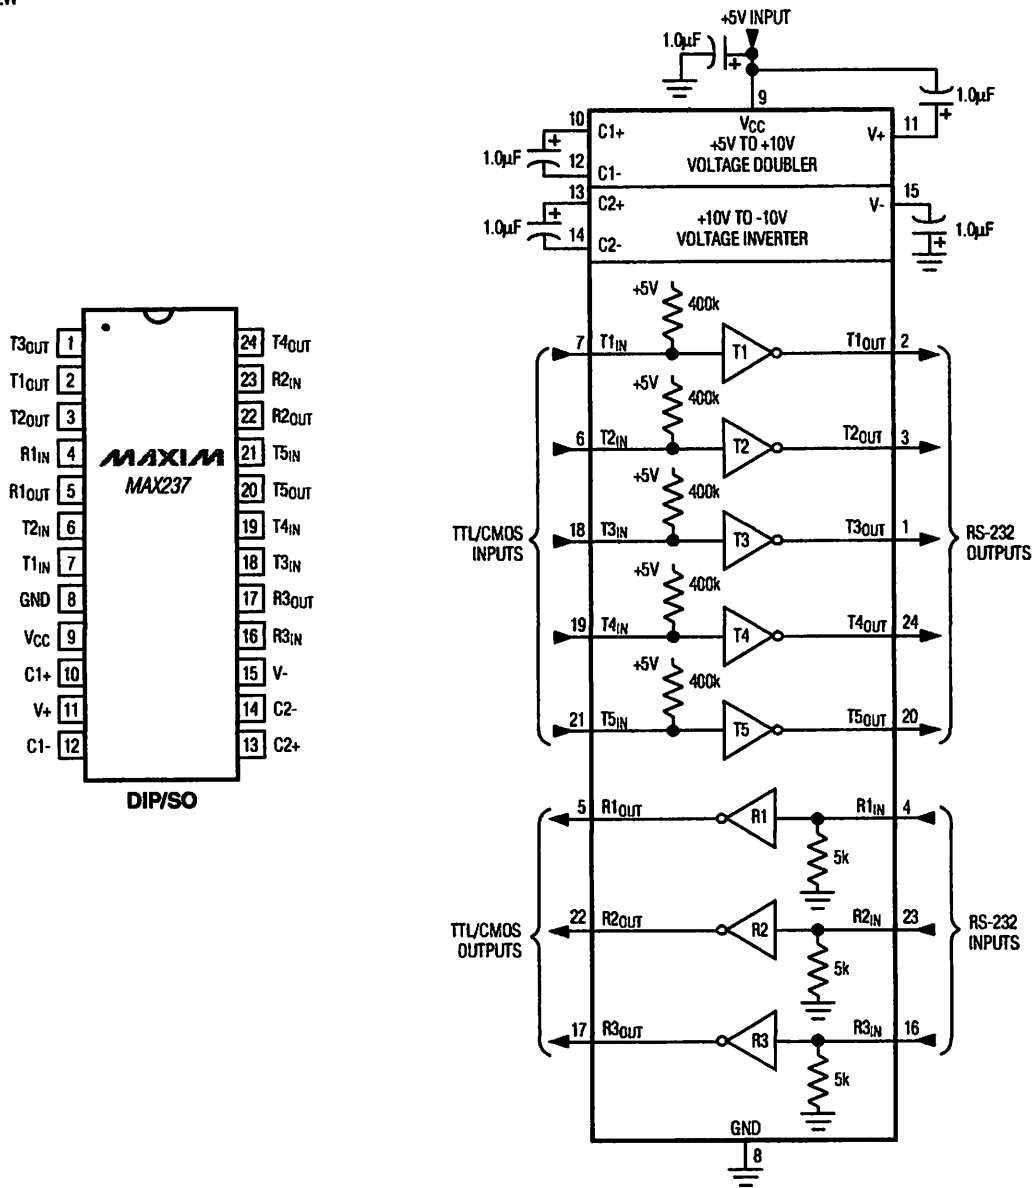 T3OUT 1
T1OUT 2
T2OUT 3
R1IN 4
R1OUT 5
T2IN 6
T1IN 7
GND 8
VCC 9
C1+ 10
V+ 11
C1- 12
24 T4OUT
23 R2IN
22 R2OUT
21 T5IN
20 T5OUT
19 T4IN
18 T3IN
17 R3OUT
16 R3IN
15 V-
14 C2-
13 C2+
MAXIM
MAX237
DIP/SO
+5V INPUT
1.0µF
+
9
1.0µF
+
10 C1+
VCC
+5V TO +10V
VOLTAGE DOUBLER
V+ 11
1.0µF
+
12 C1-
13 C2+
+10V TO -10V
VOLTAGE INVERTER
V- 15
1.0µF
+
14 C2-
1.0µF
+
+5V 400k
7 T1IN T1 T1OUT 2
+5V 400k
6 T2IN T2 T2OUT 3
+5V 400k
18 T3IN T3 T3OUT 1
TTL/CMOS
INPUTS
RS-232
OUTPUTS
+5V 400k
19 T4IN T4 T4OUT 24
+5V 400k
21 T5IN T5 T5OUT 20
5 R1OUT R1 R1IN 4
5k
22 R2OUT R2 R2IN 23
5k
TTL/CMOS
OUTPUTS
RS-232
INPUTS
17 R3OUT R3 R3IN 16
5k
GND
8